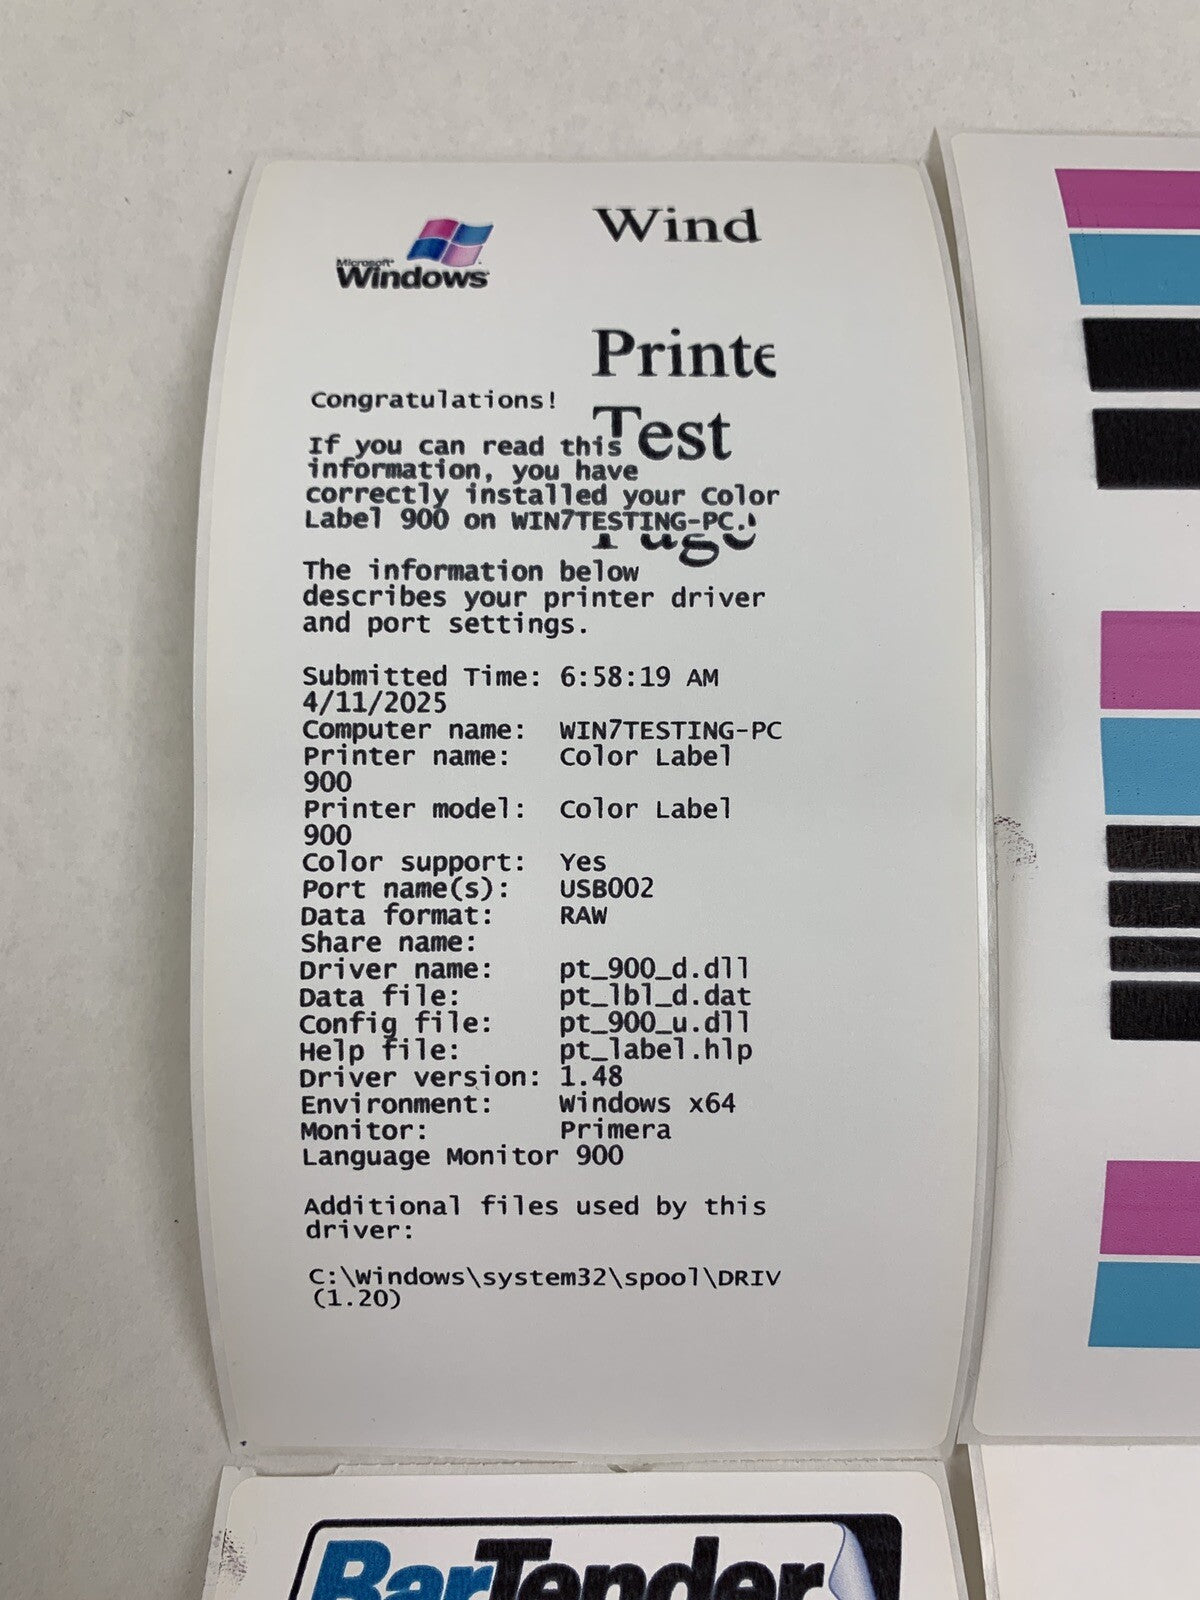 Microsoft
Windows
Wind
Printe
Test
Page
Congratulations!
If you can read this
information, you have
correctly installed your Color
Label 900 on WIN7TESTING-PC.
The information below
describes your printer driver
and port settings.
Submitted Time: 6:58:19 AM
4/11/2025
Computer name: WIN7TESTING-PC
Printer name: Color Label
900
Printer model: Color Label
900
Color support: Yes
Port name(s): USB002
Data format: RAW
Share name:
Driver name: pt_900_d.dll
Data file: pt_lbl_d.dat
Config file: pt_900_u.dll
Help file: pt_label.hlp
Driver version: 1.48
Environment: Windows x64
Monitor: Primera
Language Monitor 900
Additional files used by this
driver:
C:\Windows\system32\spool\DRIV
(1.20)
BarTender